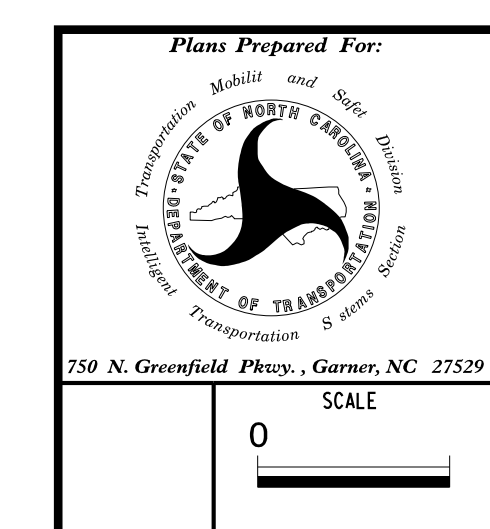 Plans Prepared For:
Transportation Mobilit and Safet Division
STATE OF NORTH CAROLINA
DEPARTMENT OF TRANSPORTATION
Intelligent Transportation S stems Section
750 N. Greenfield Pkwy. , Garner, NC 27529
SCALE
0